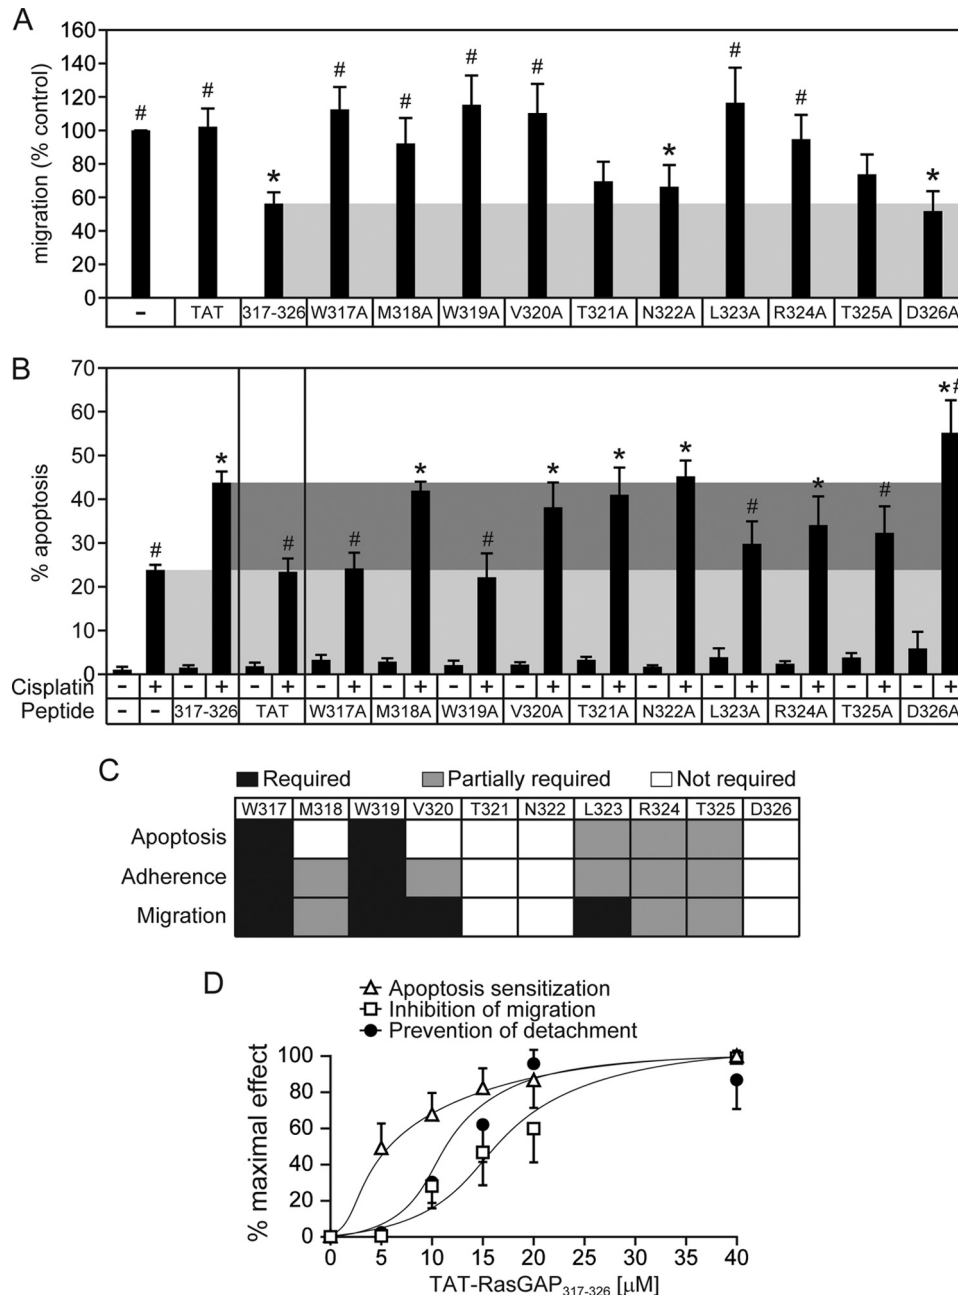 A
160
140
120
100
80
60
40
20
0
migration (% control)
# # * # # # # * # # *
– TAT 317-326 W317A M318A W319A V320A T321A N322A L323A R324A T325A D326A
B
70
60
50
40
30
20
10
0
% apoptosis
# * # # * # * * * # * # *#
Cisplatin - + - + - + - + - + - + - + - + - + - + - + - + - +
Peptide – – 317-326 TAT W317A M318A W319A V320A T321A N322A L323A R324A T325A D326A
C
Required Partially required Not required
W317 M318 W319 V320 T321 N322 L323 R324 T325 D326
Apoptosis
Adherence
Migration
D
Apoptosis sensitization
Inhibition of migration
Prevention of detachment
100
80
60
40
20
0
% maximal effect
0 5 10 15 20 25 30 35 40
TAT-RasGAP317-326 [µM]